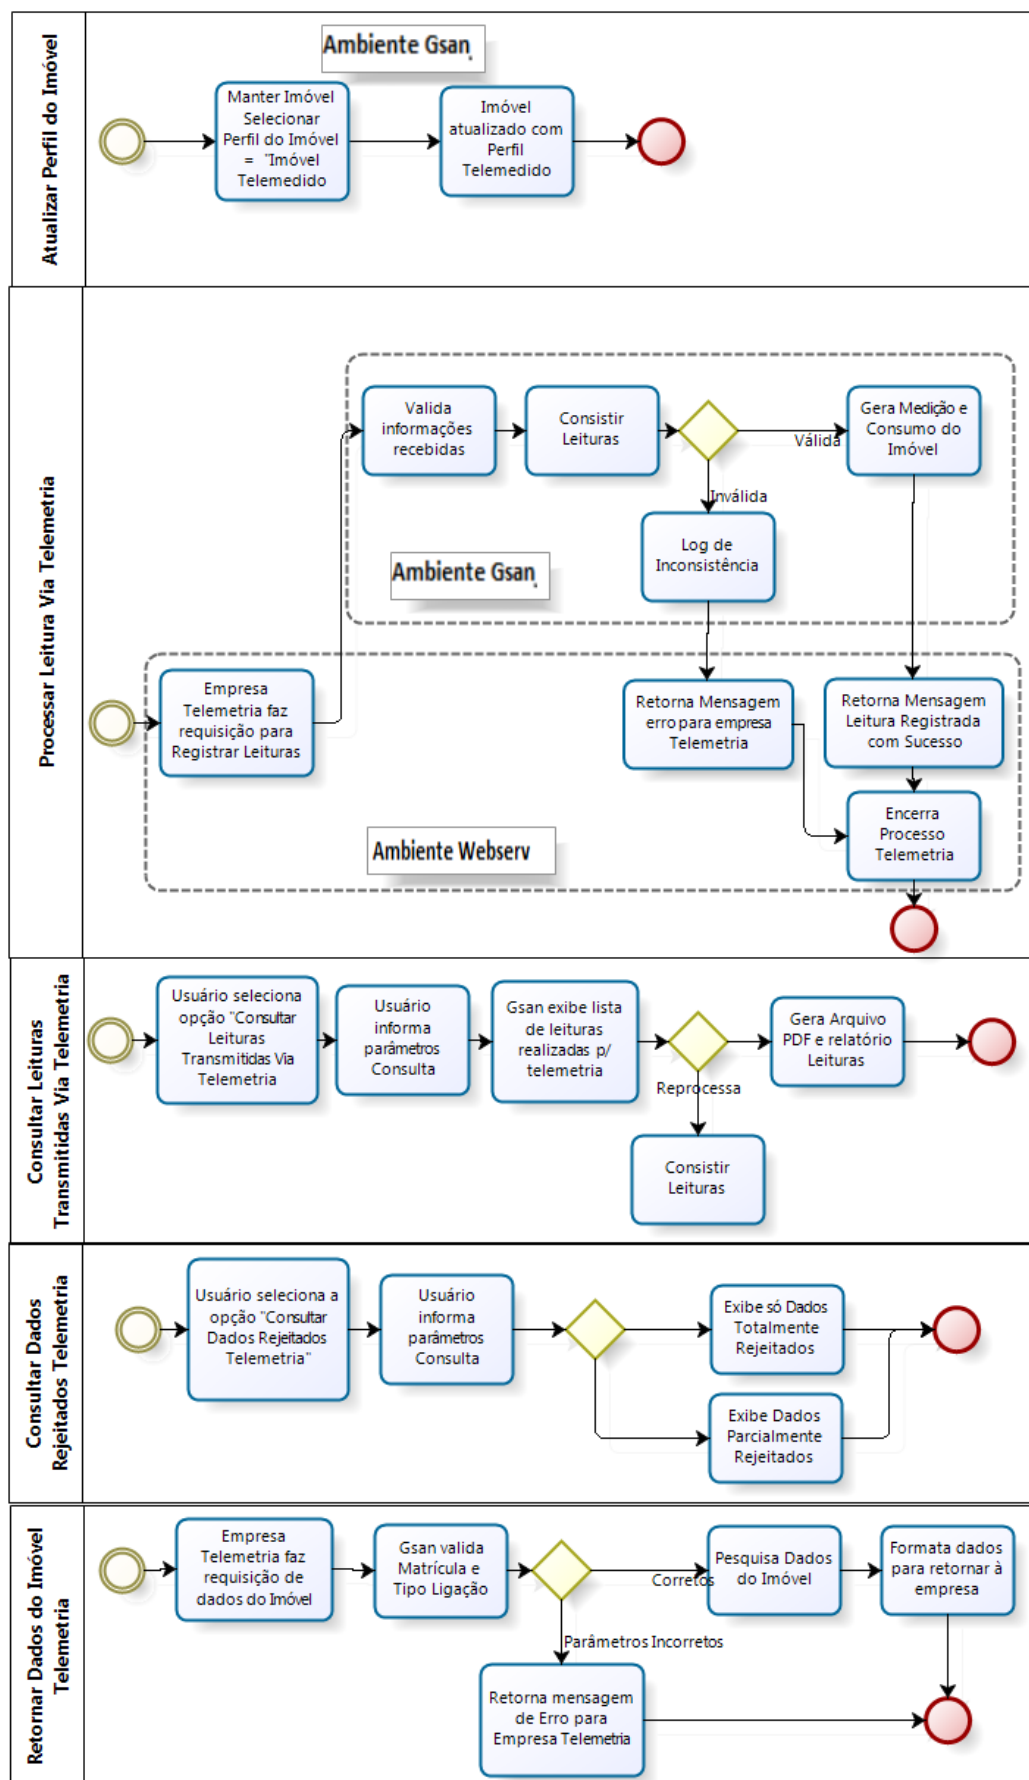 Atualizar Perfil do Imóvel
Ambiente Gsan
Manter Imóvel
Selecionar
Perfil do Imóvel
= "Imóvel
Telemedido
Imóvel
atualizado com
Perfil
Telemedido
Processar Leitura Via Telemetria
Valida
informações
recebidas
Consistir
Leituras
Válida
Gera Medição e
Consumo do
Imóvel
Inválida
Log de
Inconsistência
Ambiente Gsan
Empresa
Telemetria faz
requisição para
Registrar Leituras
Retorna Mensagem
erro para empresa
Telemetria
Retorna Mensagem
Leitura Registrada
com Sucesso
Encerra
Processo
Telemetria
Ambiente Webserv
Consultar Leituras
Transmitidas Via Telemetria
Usuário seleciona
opção "Consultar
Leituras
Transmitidas Via
Telemetria
Usuário
informa
parâmetros
Consulta
Gsan exibe lista
de leituras
realizadas p/
telemetria
Reprocessa
Gera Arquivo
PDF e relatório
Leituras
Consistir
Leituras
Consultar Dados
Rejeitados Telemetria
Usuário seleciona a
opção "Consultar
Dados Rejeitados
Telemetria"
Usuário
informa
parâmetros
Consulta
Exibe só Dados
Totalmente
Rejeitados
Exibe Dados
Parcialmente
Rejeitados
Retornar Dados do Imóvel
Telemetria
Empresa
Telemetria faz
requisição de
dados do Imóvel
Gsan valida
Matrícula e
Tipo Ligação
Corretos
Pesquisa Dados
do Imóvel
Formata dados
para retornar à
empresa
Parâmetros Incorretos
Retorna mensagem
de Erro para
Empresa Telemetria